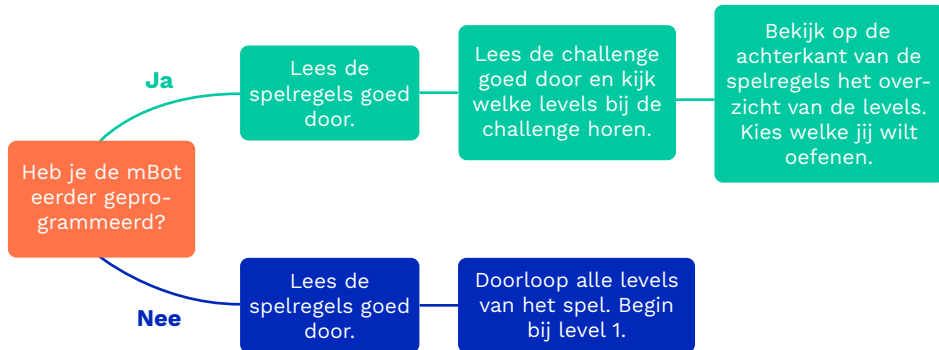 Heb je de mBot
eerder gepro-
grammeerd?
Ja
Lees de
spelregels goed
door.
Lees de challenge
goed door en kijk
welke levels bij de
challenge horen.
Bekijk op de
achterkant van de
spelregels het over-
zicht van de levels.
Kies welke jij wilt
oefenen.
Nee
Lees de
spelregels goed
door.
Doorloop alle levels
van het spel. Begin
bij level 1.